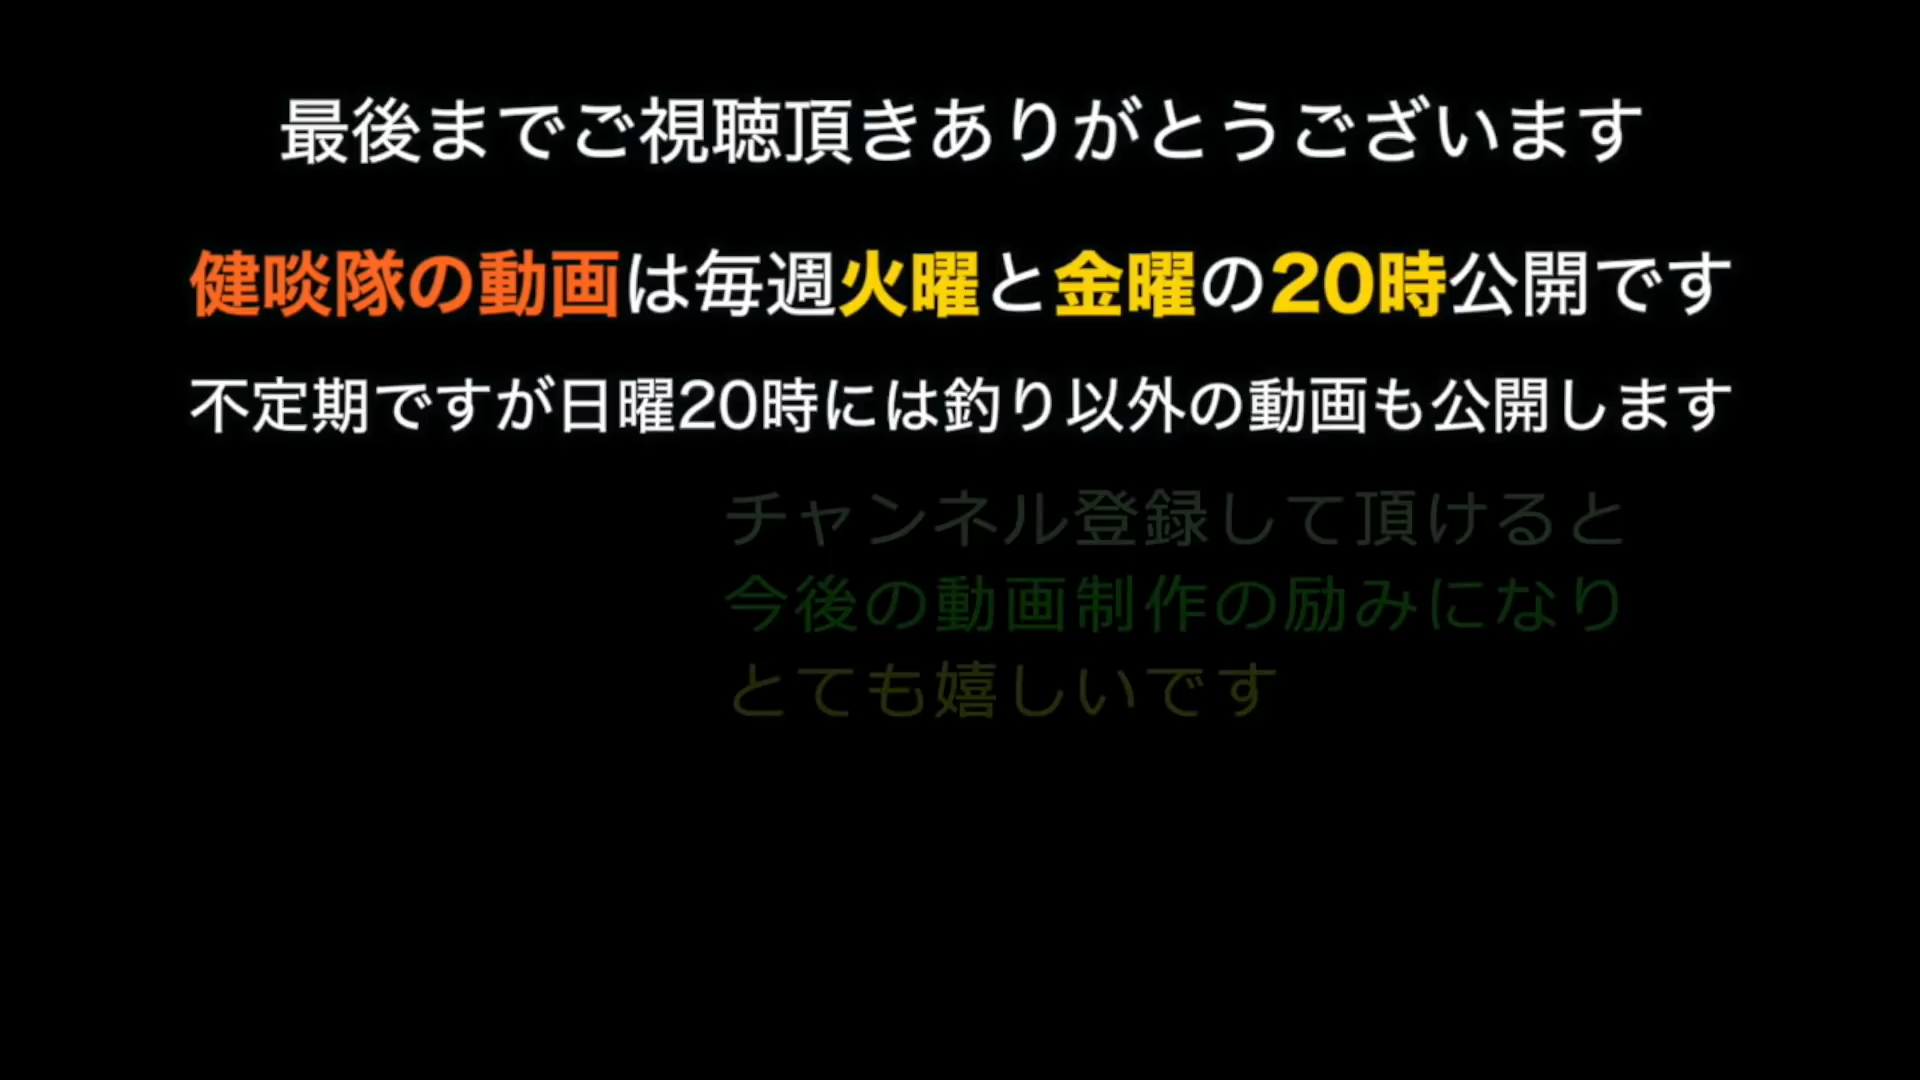 最後までご視聴頂きありがとうございます
健啖隊の動画は毎週火曜と金曜の20時公開です
不定期ですが日曜20時には釣り以外の動画も公開します
チャンネル登録して頂けると
今後の動画制作の励みになり
とても嬉しいです